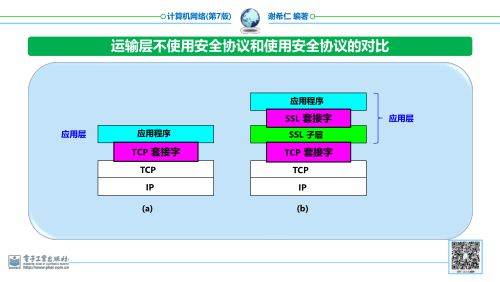 计算机网络(第7版) 谢希仁 编著
运输层不使用安全协议和使用安全协议的对比
应用层
应用程序
TCP 套接字
TCP
IP
(a)
应用程序
SSL 套接字
SSL 子层
TCP 套接字
TCP
IP
(b)
应用层
电子工业出版社
http://www.phei.com.cn